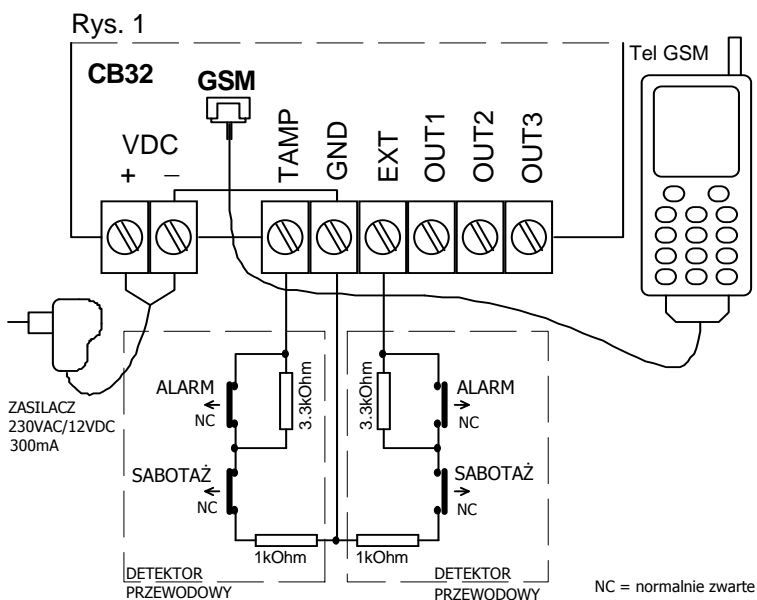 Rys. 1
Tel GSM
CB32
GSM
VDC
+ –
TAMP
GND
EXT
OUT1
OUT2
OUT3
ZASILACZ
230VAC/12VDC
300mA
ALARM
NC
3.3kOhm
3.3kOhm
ALARM
NC
SABOTAŻ
NC
SABOTAŻ
NC
1kOhm
1kOhm
DETEKTOR
PRZEWODOWY
DETEKTOR
PRZEWODOWY
NC = normalnie zwarte